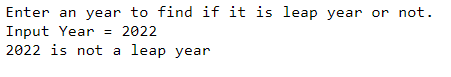 Enter an year to find if it is leap year or not.
Input Year = 2022
2022 is not a leap year